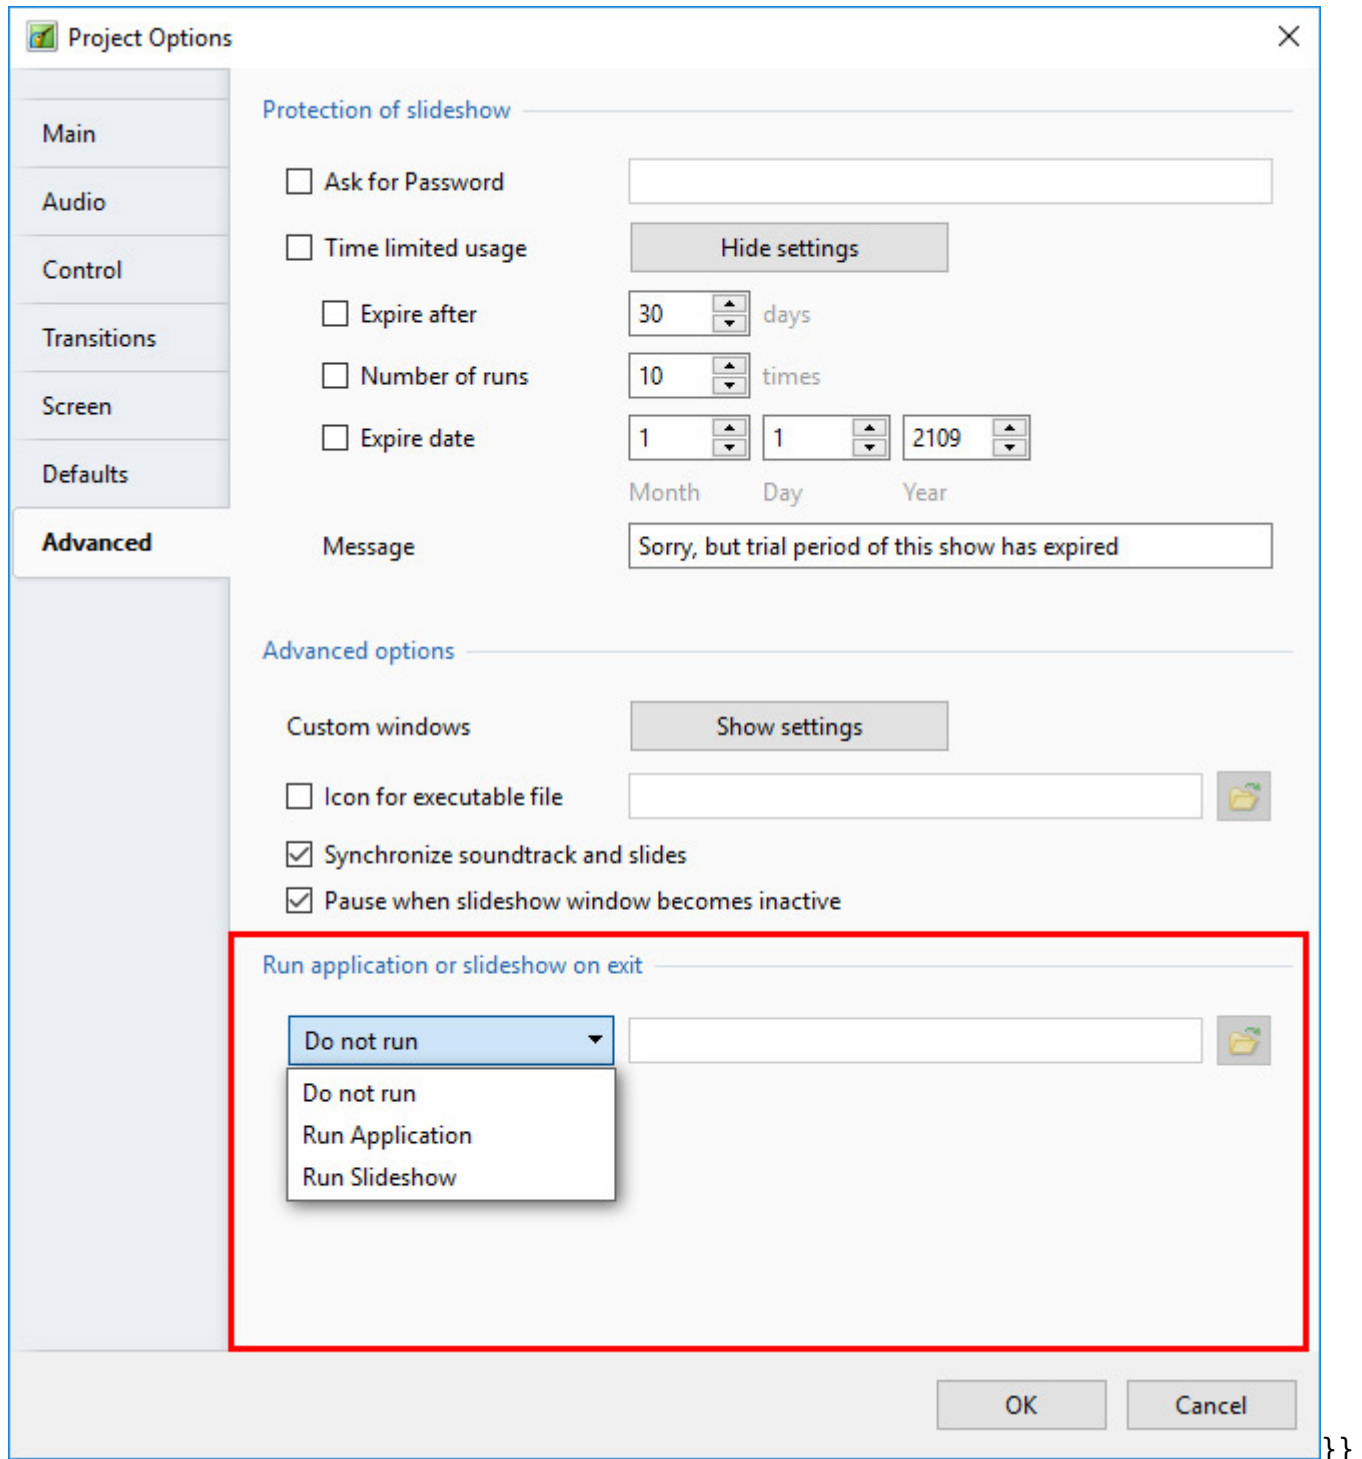 Project Options
Main
Audio
Control
Transitions
Screen
Defaults
Advanced
Protection of slideshow
Ask for Password
Time limited usage Hide settings
Expire after 30 days
Number of runs 10 times
Expire date 1 1 2109
Month Day Year
Message Sorry, but trial period of this show has expired
Advanced options
Custom windows Show settings
Icon for executable file
Synchronize soundtrack and slides
Pause when slideshow window becomes inactive
Run application or slideshow on exit
Do not run
Do not run
Run Application
Run Slideshow
OK Cancel
}}